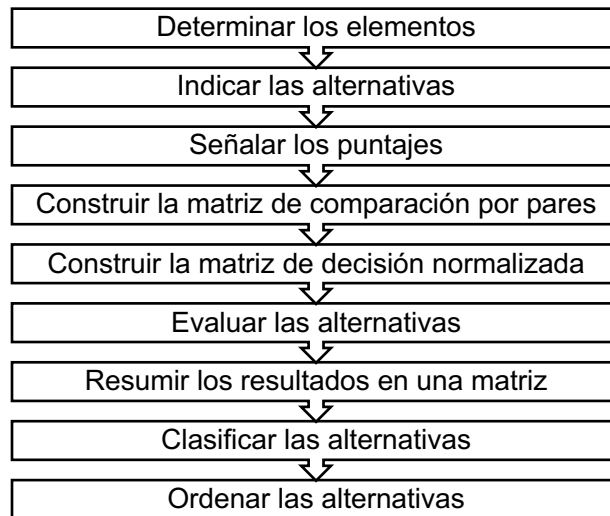 Determinar los elementos
Indicar las alternativas
Señalar los puntajes
Construir la matriz de comparación por pares
Construir la matriz de decisión normalizada
Evaluar las alternativas
Resumir los resultados en una matriz
Clasificar las alternativas
Ordenar las alternativas